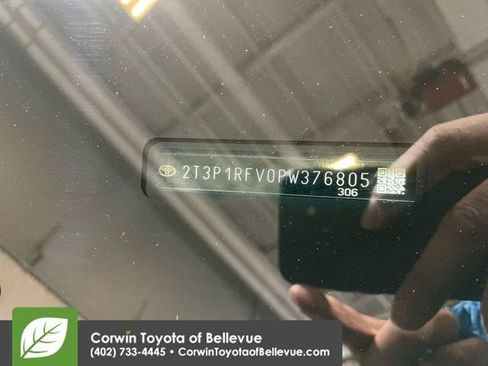 2T3P1RFV0PW376805
306
Corwin Toyota of Bellevue
(402) 733-4445 • CorwinToyotaofBellevue.com